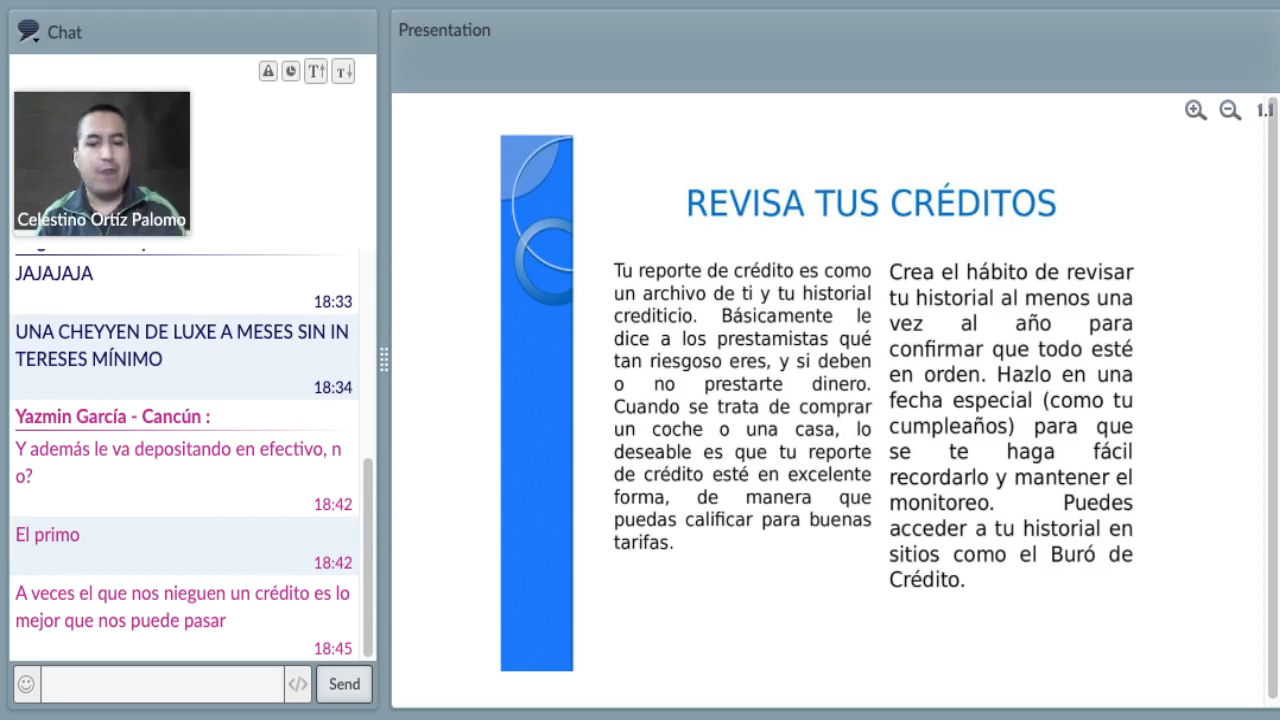 Chat
Presentation
Celestino Ortíz Palomo
JAJAJAJA
18:33
UNA CHEYYEN DE LUXE A MESES SIN IN
TERESES MÍNIMO
18:34
Yazmin García - Cancún :
Y además le va depositando en efectivo, n
o?
18:42
El primo
18:42
A veces el que nos nieguen un crédito es lo
mejor que nos puede pasar
18:45
Send
REVISA TUS CRÉDITOS
Tu reporte de crédito es como
un archivo de ti y tu historial
crediticio. Básicamente le
dice a los prestamistas qué
tan riesgoso eres, y si deben
o no prestarte dinero.
Cuando se trata de comprar
un coche o una casa, lo
deseable es que tu reporte
de crédito esté en excelente
forma, de manera que
puedas calificar para buenas
tarifas.
Crea el hábito de revisar
tu historial al menos una
vez al año para
confirmar que todo esté
en orden. Hazlo en una
fecha especial (como tu
cumpleaños) para que
se te haga fácil
recordarlo y mantener el
monitoreo. Puedes
acceder a tu historial en
sitios como el Buró de
Crédito.